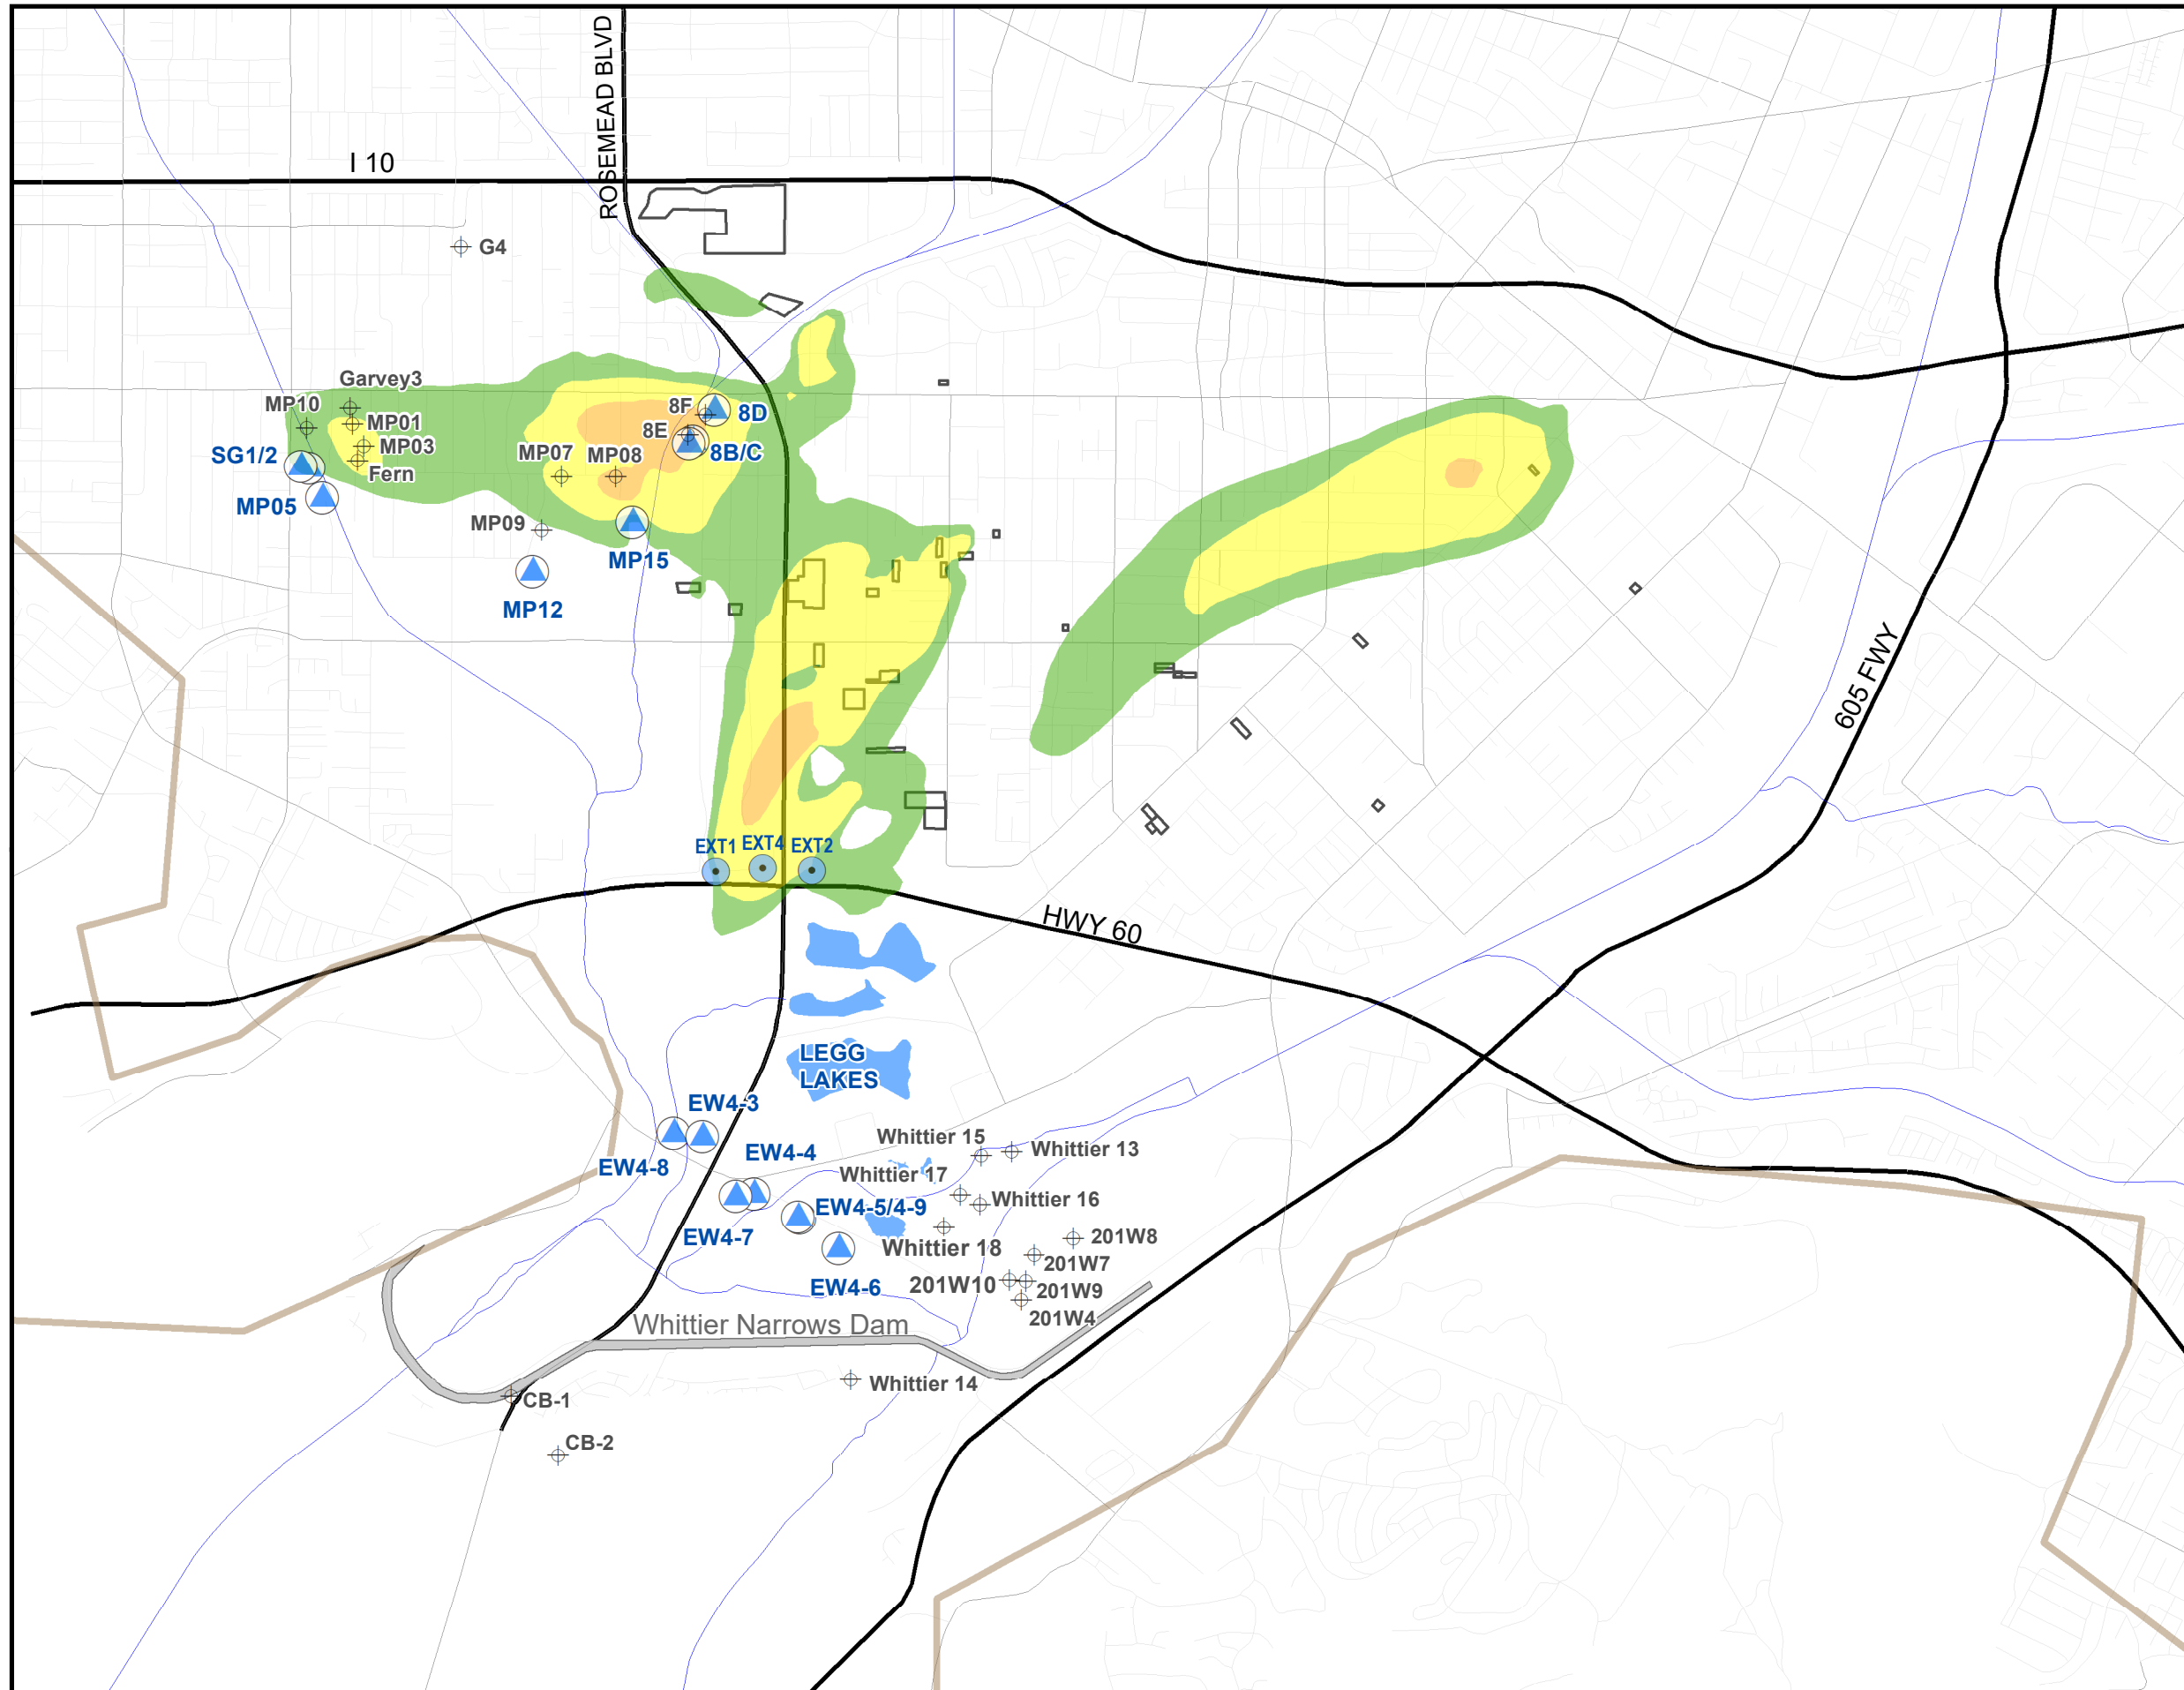 ROSEMEAD BLVD
I 10
G4
Garvey3
MP10
MP01
MP03
Fern
SG1/2
MP05
8F
8D
8E
8B/C
MP07
MP08
MP09
MP15
MP12
605 FWY
EXT1
EXT4
EXT2
HWY 60
LEGG
LAKES
EW4-3
EW4-8
EW4-4
EW4-7
EW4-5/4-9
EW4-6
Whittier 15
Whittier 13
Whittier 17
Whittier 16
Whittier 18
201W8
201W7
201W10
201W9
201W4
Whittier Narrows Dam
Whittier 14
CB-1
CB-2